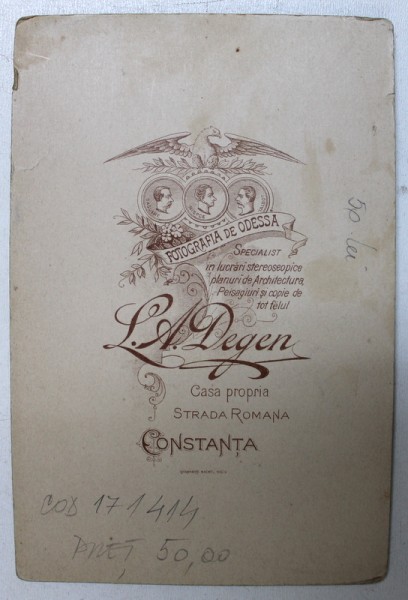 FOTOGRAFIA DE ODESSA
SPECIALIST
in lucrări stereoscopice
planuri de Architectura,
Peisagiuri și copie de
tot felul
L. A. Degen
Casa propria
STRADA ROMANA
CONSTANȚA
50 lei
COD 171414
PREȚ 50,00